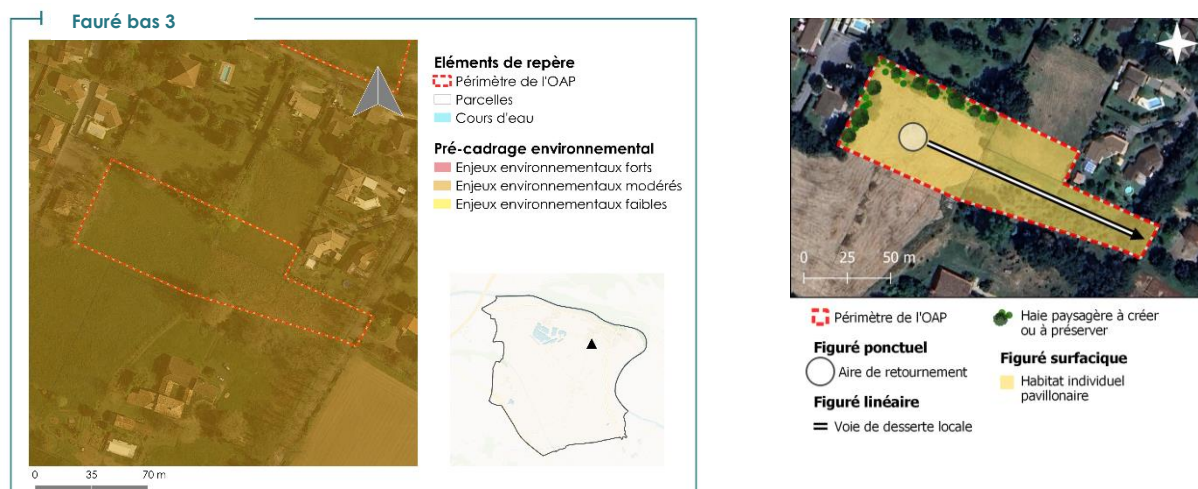 Fauré bas 3
Eléments de repère
Périmètre de l'OAP
Parcelles
Cours d'eau
Pré-cadrage environnemental
Enjeux environnementaux forts
Enjeux environnementaux modérés
Enjeux environnementaux faibles
0 35 70 m
0 25 50 m
Périmètre de l'OAP
Figuré ponctuel
Aire de retournement
Figuré linéaire
Voie de desserte locale
Haie paysagère à créer
ou à préserver
Figuré surfacique
Habitat individuel
pavillonaire